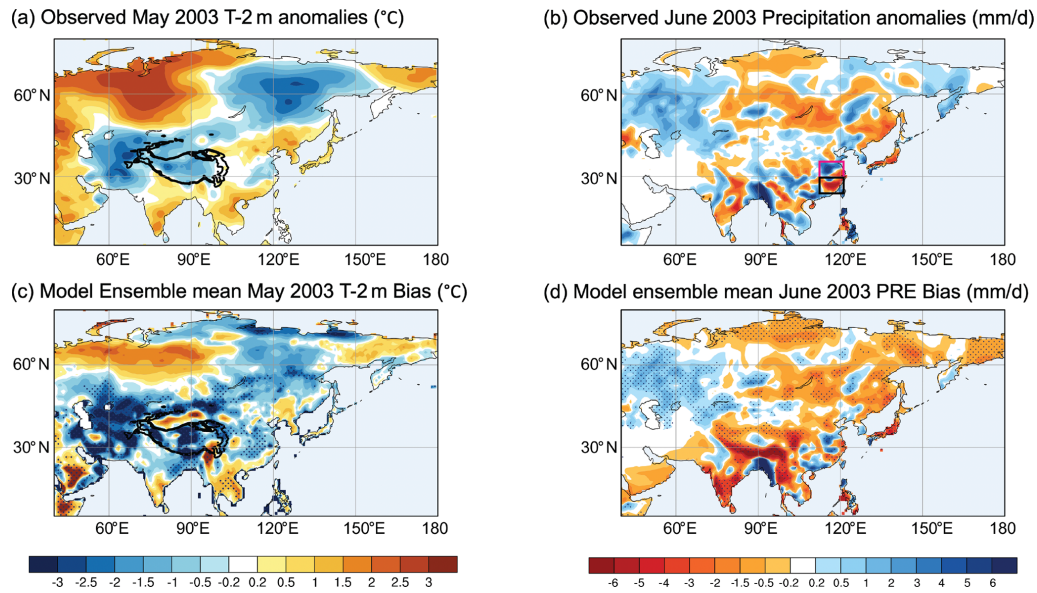 (a) Observed May 2003 T-2 m anomalies (°C)
(b) Observed June 2003 Precipitation anomalies (mm/d)
60°N
30°N
60°E 90°E 120°E 150°E 180
60°N
30°N
60°E 90°E 120°E 150°E 180
(c) Model Ensemble mean May 2003 T-2 m Bias (°C)
(d) Model ensemble mean June 2003 PRE Bias (mm/d)
60°N
30°N
60°E 90°E 120°E 150°E 180
60°N
30°N
60°E 90°E 120°E 150°E 180
-3 -2.5 -2 -1.5 -1 -0.5 -0.2 0.2 0.5 1 1.5 2 2.5 3
-6 -5 -4 -3 -2 -1.5 -0.5 -0.2 0.2 0.5 1 2 3 4 5 6